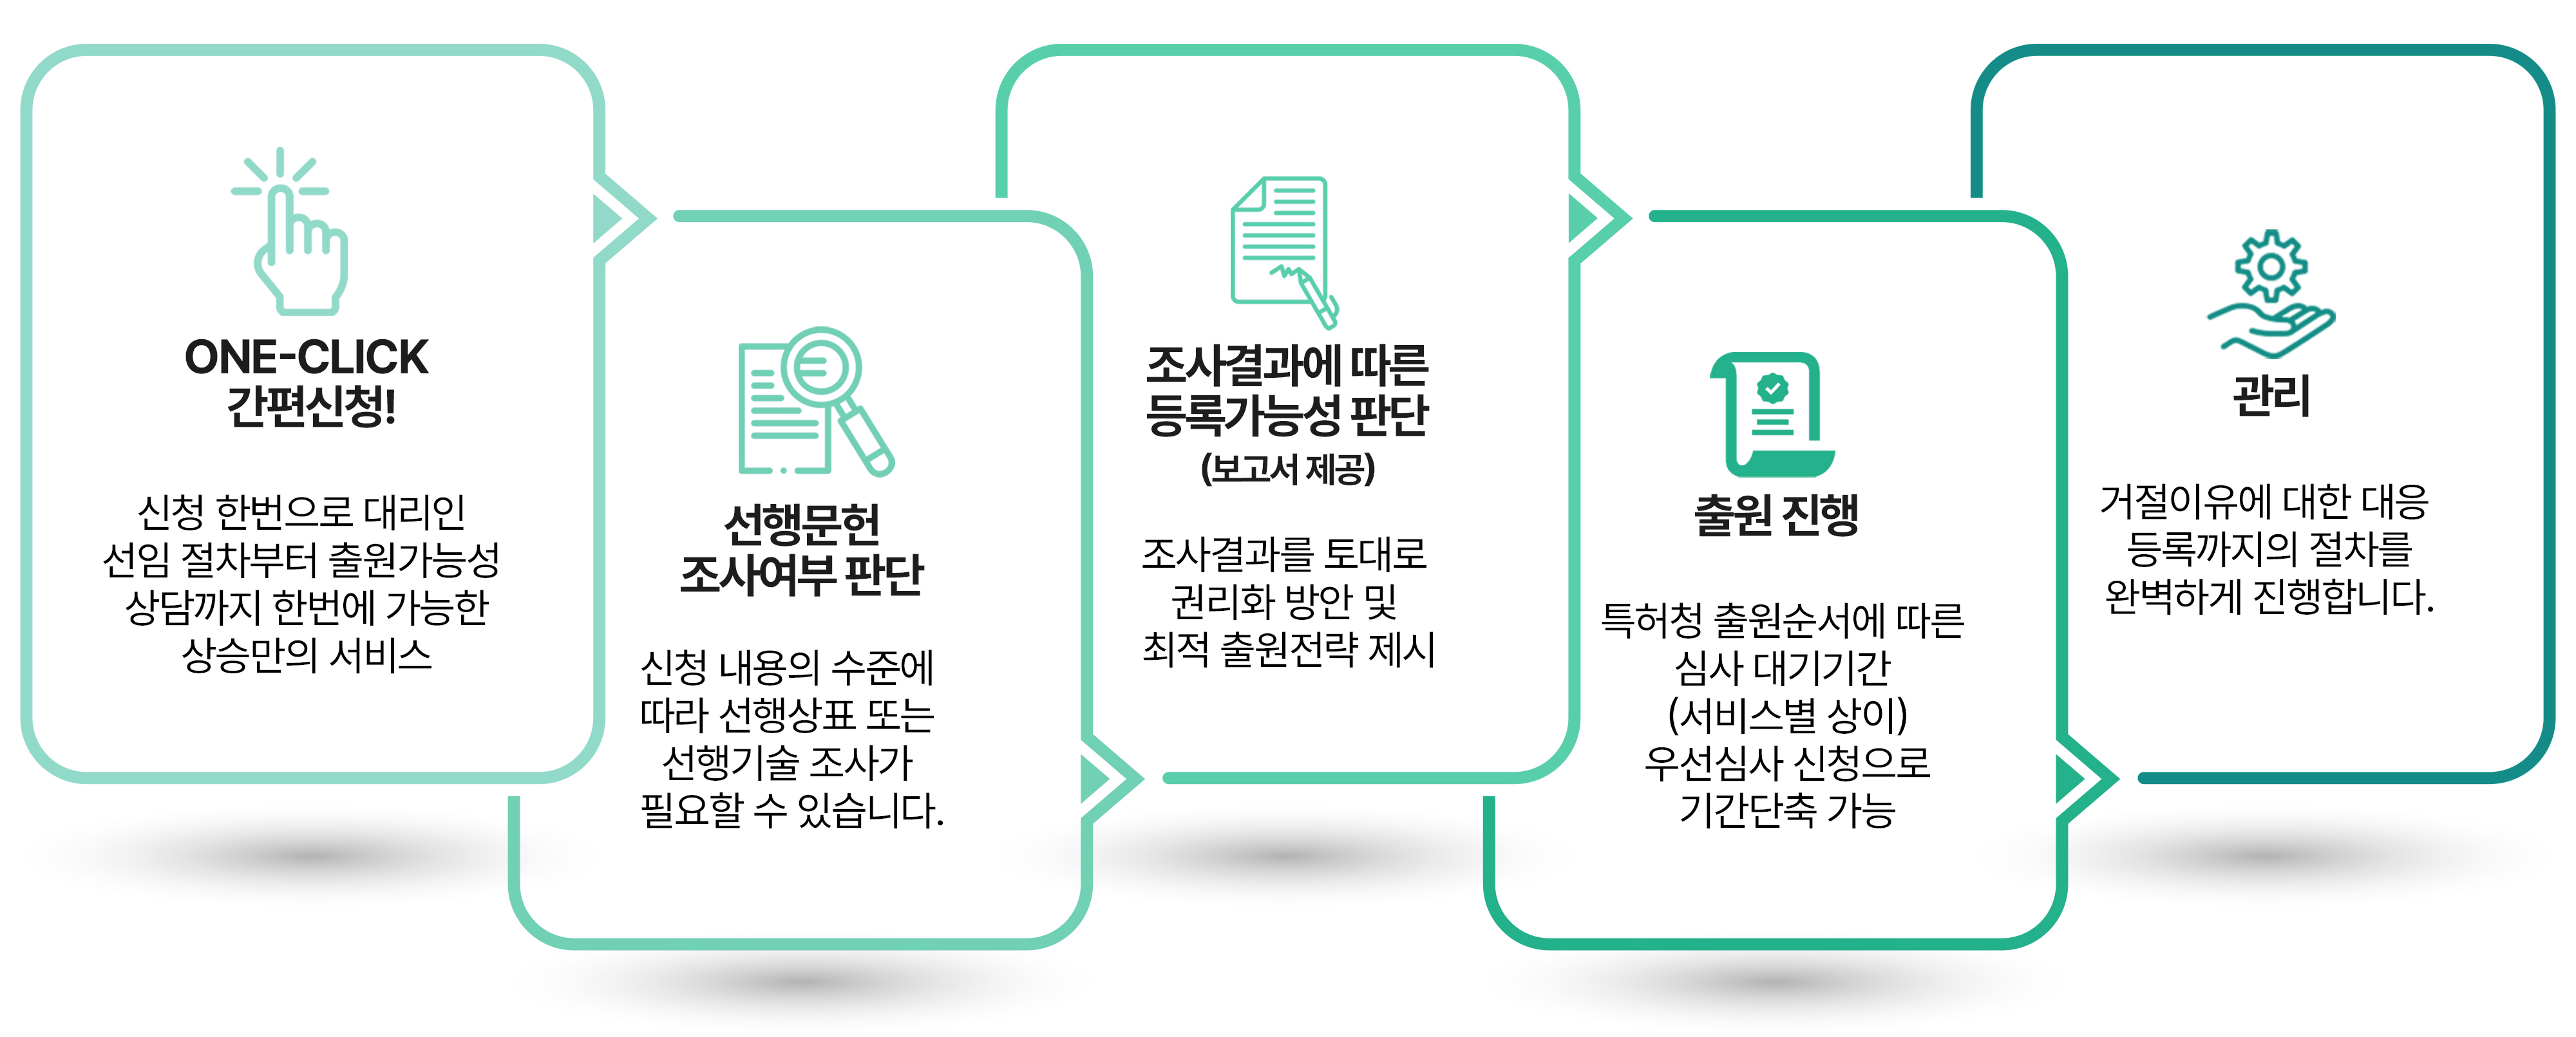 ONE-CLICK
간편신청!
신청 한번으로 대리인
선임 절차부터 출원가능성
상담까지 한번에 가능한
상승만의 서비스
선행문헌
조사여부 판단
신청 내용의 수준에
따라 선행상표 또는
선행기술 조사가
필요할 수 있습니다.
조사결과에 따른
등록가능성 판단
(보고서 제공)
조사결과를 토대로
권리화 방안 및
최적 출원전략 제시
출원 진행
특허청 출원순서에 따른
심사 대기기간
(서비스별 상이)
우선심사 신청으로
기간단축 가능
관리
거절이유에 대한 대응
등록까지의 절차를
완벽하게 진행합니다.